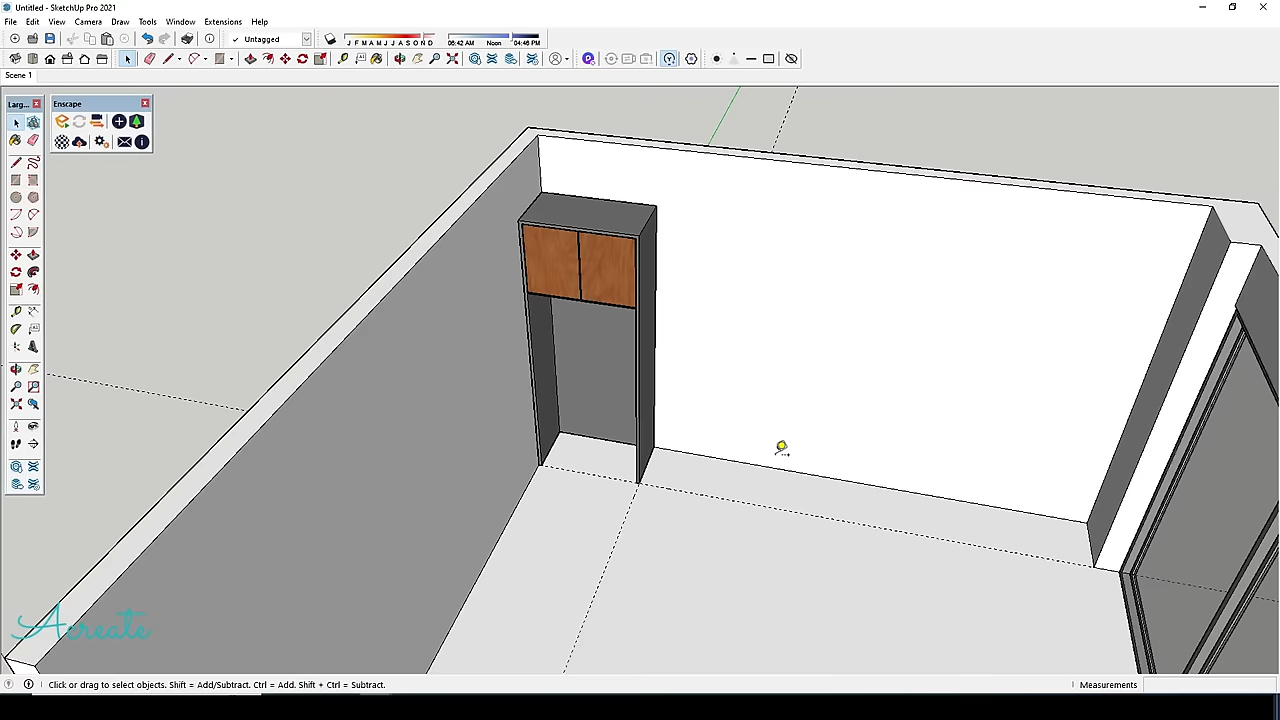 Untitled - SketchUp Pro 2021
File Edit View Camera Draw Tools Window Extensions Help
Untagged
J F M A M J J A S O N D
06:42 AM Noon 04:46 PM
Scene 1
Larg...
Enscape
Acreate
Click or drag to select objects. Shift = Add/Subtract. Ctrl = Add. Shift + Ctrl = Subtract.
Measurements